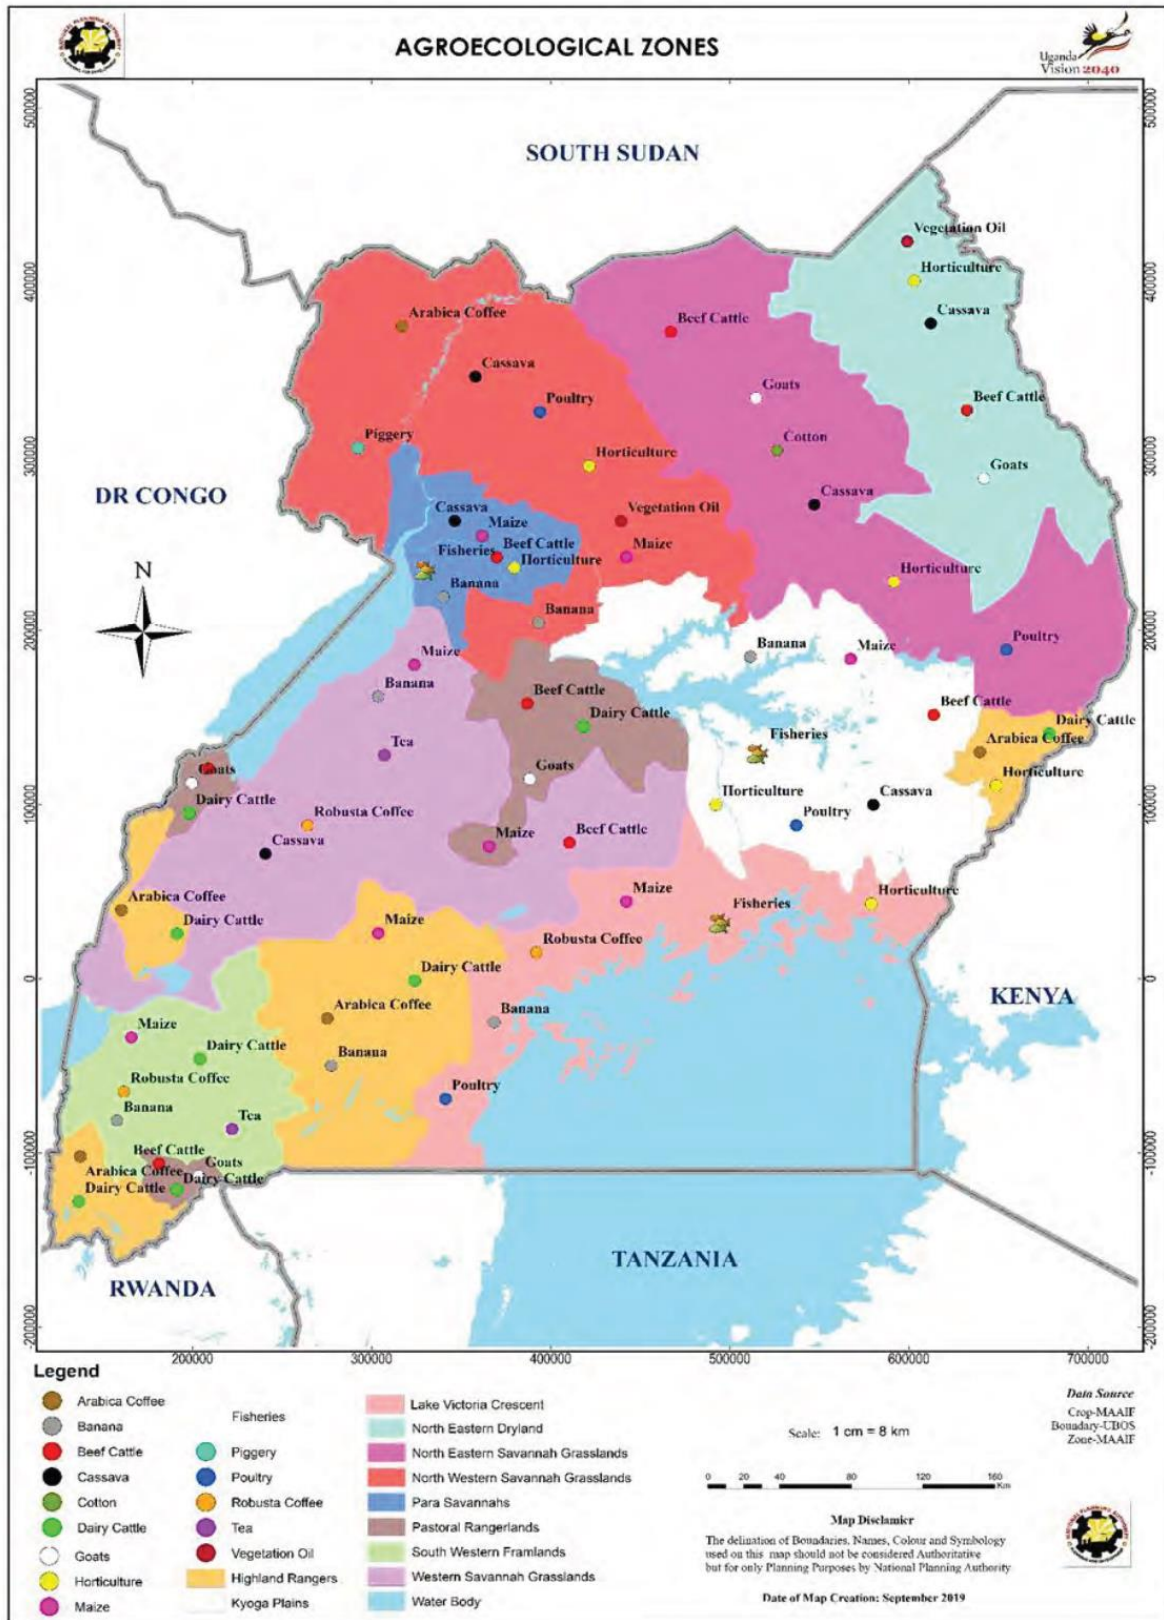 AGROECOLOGICAL ZONES
Uganda
Vision 2040
SOUTH SUDAN
DR CONGO
KENYA
TANZANIA
RWANDA
N
500000
400000
300000
200000
100000
0
-100000
-200000
500000
400000
300000
200000
100000
0
-100000
-200000
200000
300000
400000
500000
600000
700000
Vegetation Oil
Horticulture
Cassava
Beef Cattle
Goats
Beef Cattle
Goats
Cotton
Cassava
Horticulture
Poultry
Arabica Coffee
Cassava
Poultry
Piggery
Horticulture
Vegetation Oil
Maize
Banana
Cassava
Maize
Fisheries
Beef Cattle
Horticulture
Banana
Banana
Maize
Beef Cattle
Fisheries
Horticulture
Cassava
Poultry
Dairy Cattle
Arabica Coffee
Horticulture
Maize
Banana
Tea
Robusta Coffee
Cassava
Beef Cattle
Dairy Cattle
Goats
Maize
Beef Cattle
Goats
Dairy Cattle
Arabica Coffee
Dairy Cattle
Maize
Dairy Cattle
Arabica Coffee
Banana
Maize
Fisheries
Horticulture
Robusta Coffee
Banana
Poultry
Maize
Dairy Cattle
Robusta Coffee
Banana
Tea
Beef Cattle
Goats
Arabica Coffee
Dairy Cattle
Dairy Cattle
Legend
Arabica Coffee
Banana
Beef Cattle
Cassava
Cotton
Dairy Cattle
Goats
Horticulture
Maize
Fisheries
Piggery
Poultry
Robusta Coffee
Tea
Vegetation Oil
Highland Rangers
Kyoga Plains
Lake Victoria Crescent
North Eastern Dryland
North Eastern Savannah Grasslands
North Western Savannah Grasslands
Para Savannahs
Pastoral Rangerlands
South Western Framlands
Western Savannah Grasslands
Water Body
Scale: 1 cm = 8 km
0 20 40 80 120 160
Km
Data Source
Crop-MAAIF
Boundary-UBOS
Zone-MAAIF
Map Disclamier
The delination of Boundaries, Names, Colour and Symbology
used on this map should not be considered Authoritative
but for only Planning Purposes by National Planning Authority
Date of Map Creation: September 2019